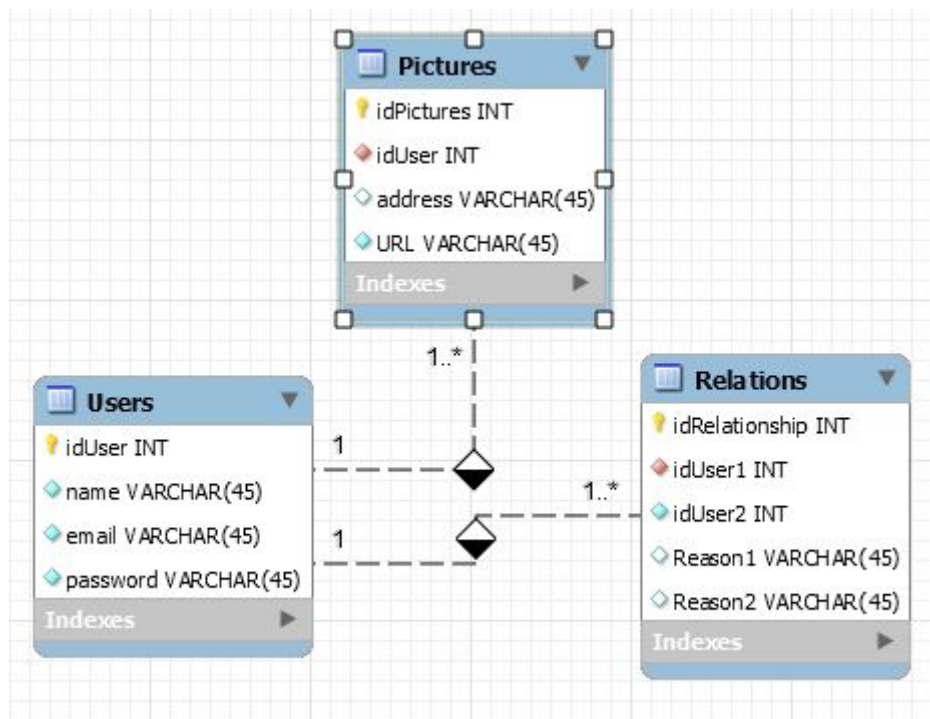 Pictures
idPictures INT
idUser INT
address VARCHAR(45)
URL VARCHAR(45)
Indexes
1..*
Users
idUser INT
name VARCHAR(45)
email VARCHAR(45)
password VARCHAR(45)
Indexes
1
1
1..*
Relations
idRelationship INT
idUser1 INT
idUser2 INT
Reason1 VARCHAR(45)
Reason2 VARCHAR(45)
Indexes